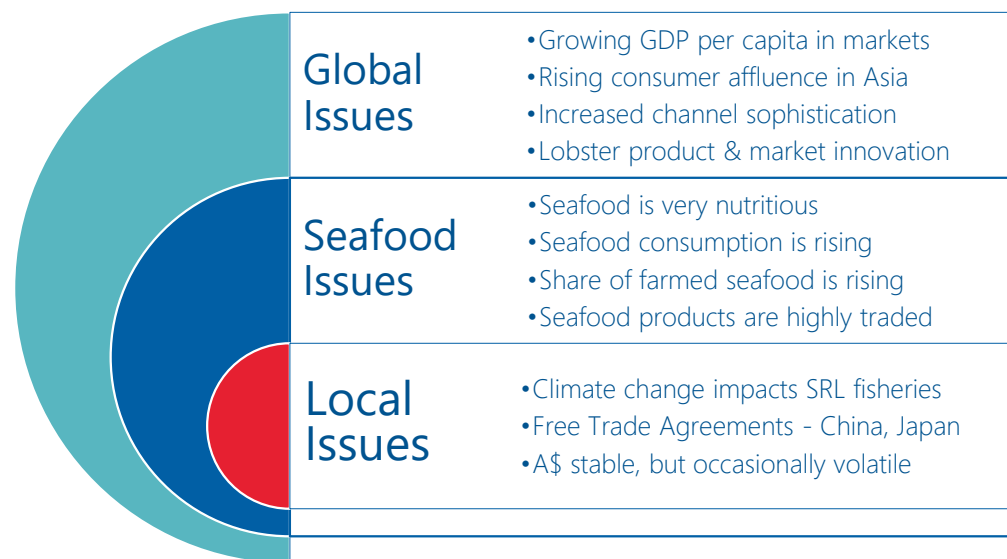 Global
Issues
•Growing GDP per capita in markets
•Rising consumer affluence in Asia
•Increased channel sophistication
•Lobster product & market innovation
Seafood
Issues
•Seafood is very nutritious
•Seafood consumption is rising
•Share of farmed seafood is rising
•Seafood products are highly traded
Local
Issues
•Climate change impacts SRL fisheries
•Free Trade Agreements - China, Japan
•A$ stable, but occasionally volatile